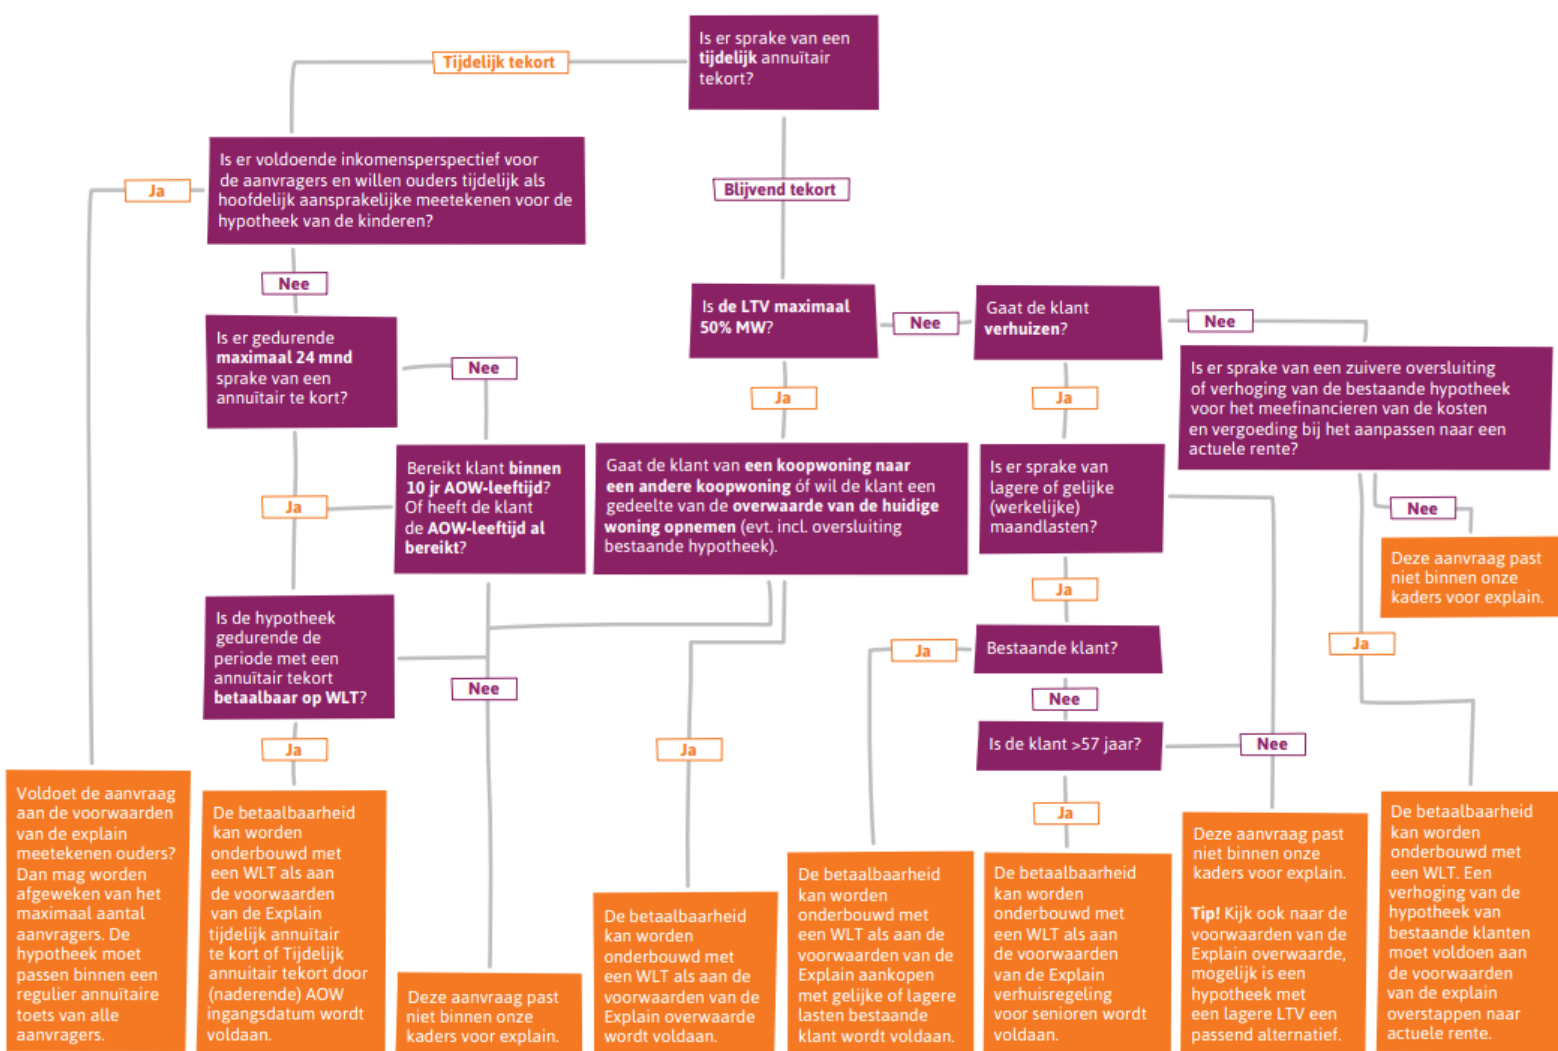 Is er sprake van een
tijdelijk annuïtair
tekort?
Tijdelijk tekort
Blijvend tekort
Is er voldoende inkomensperspectief voor
de aanvragers en willen ouders tijdelijk als
hoofdelijk aansprakelijke meetekenen voor de
hypotheek van de kinderen?
Ja
Nee
Is er gedurende
maximaal 24 mnd
sprake van een
annuïtair te kort?
Nee
Ja
Bereikt klant binnen
10 jr AOW-leeftijd?
Of heeft de klant
de AOW-leeftijd al
bereikt?
Is de hypotheek
gedurende de
periode met een
annuïtair tekort
betaalbaar op WLT?
Nee
Ja
Is de LTV maximaal
50% MW?
Nee
Ja
Gaat de klant van een koopwoning naar
een andere koopwoning óf wil de klant een
gedeelte van de overwaarde van de huidige
woning opnemen (evt. incl. oversluiting
bestaande hypotheek).
Ja
Gaat de klant
verhuizen?
Nee
Ja
Is er sprake van
lagere of gelijke
(werkelijke)
maandlasten?
Ja
Bestaande klant?
Ja
Nee
Is de klant >57 jaar?
Nee
Ja
Is er sprake van een zuivere oversluiting
of verhoging van de bestaande hypotheek
voor het meefinancieren van de kosten
en vergoeding bij het aanpassen naar een
actuele rente?
Nee
Deze aanvraag past
niet binnen onze
kaders voor explain.
Ja
Voldoet de aanvraag
aan de voorwaarden
van de explain
meetekenen ouders?
Dan mag worden
afgeweken van het
maximaal aantal
aanvragers. De
hypotheek moet
passen binnen een
regulier annuïtaire
toets van alle
aanvragers.
De betaalbaarheid
kan worden
onderbouwd met
een WLT als aan
de voorwaarden
van de Explain
tijdelijk annuïtair
te kort of Tijdelijk
annuitair tekort door
(naderende) AOW
ingangsdatum wordt
voldaan.
Deze aanvraag past
niet binnen onze
kaders voor explain.
De betaalbaarheid
kan worden
onderbouwd met
een WLT als aan de
voorwaarden van de
Explain overwaarde
wordt voldaan.
De betaalbaarheid
kan worden
onderbouwd met
een WLT als aan de
voorwaarden van de
Explain aankopen
met gelijke of lagere
lasten bestaande
klant wordt voldaan.
De betaalbaarheid
kan worden
onderbouwd met
een WLT als aan
de voorwaarden
van de Explain
verhuisregeling
voor senioren wordt
voldaan.
Deze aanvraag past
niet binnen onze
kaders voor explain.
Tip! Kijk ook naar de
voorwaarden van de
Explain overwaarde,
mogelijk is een
hypotheek met
een lagere LTV een
passend alternatief.
De betaalbaarheid
kan worden
onderbouwd met
een WLT. Een
verhoging van de
hypotheek van
bestaande klanten
moet voldoen aan
de voorwaarden
van de explain
overstappen naar
actuele rente.